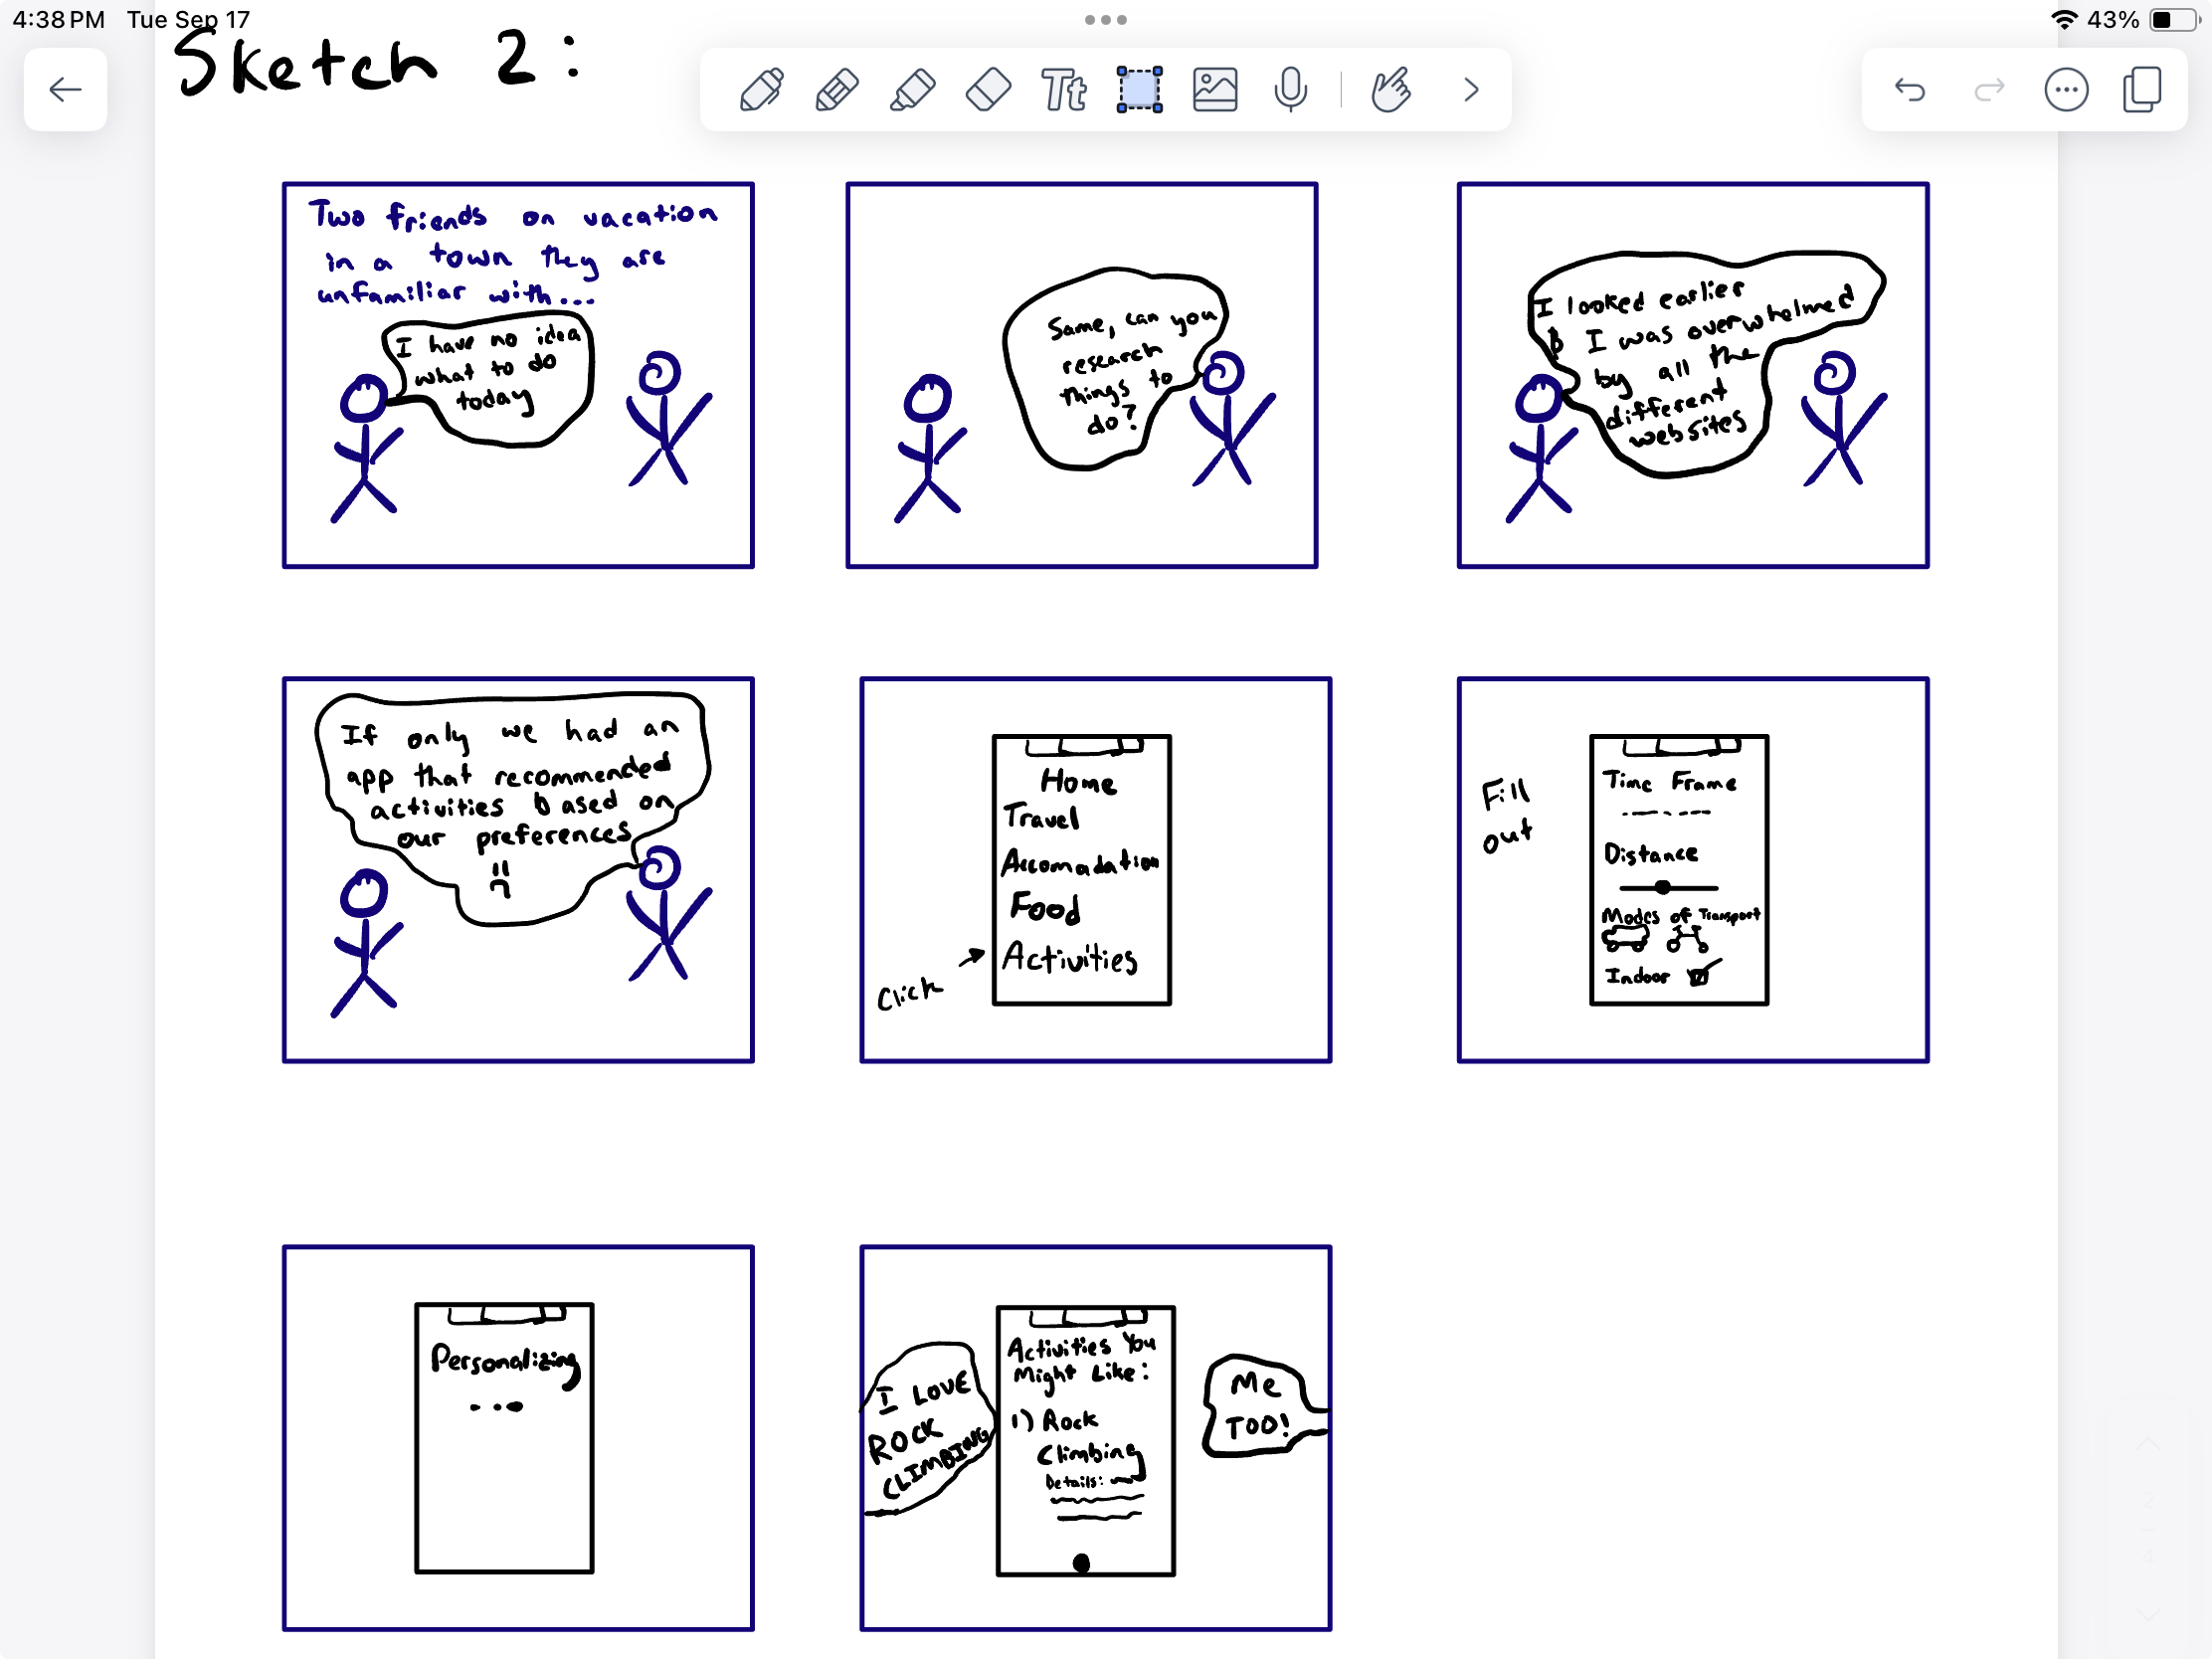 4:38 PM Tue Sep 17
43%
Sketch 2:
Tt
Two friends on vacation
in a town they are
unfamiliar with...
I have no idea
what to do
today
Same, can you
research
things to
do?
I looked earlier
& I was overwhelmed
by all the
different
websites
If only we had an
app that recommended
activities based on
our preferences
Home
Travel
Accomadation
Food
Activities
Click
Fill
out
Time Frame
Distance
Modes of Transport
Indoor
Personalizing
...
I LOVE
ROCK
CLIMBING
Activities You
Might Like:
1) Rock
Climbing
Details:
Me
TOO!